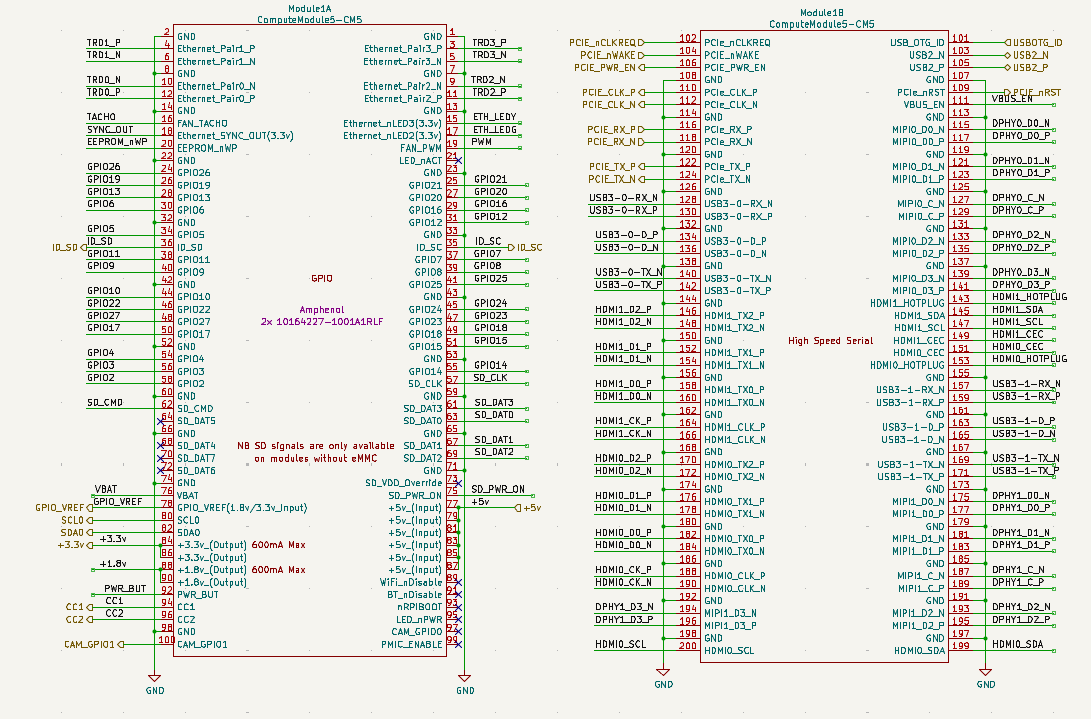 Module1A
ComputeModule5-CM5
2 GND GND 1
TRD1_P 4 Ethernet_Pair1_P Ethernet_Pair3_P 3 TRD3_P
TRD1_N 6 Ethernet_Pair1_N Ethernet_Pair3_N 5 TRD3_N
8 GND GND 7
TRD0_N 10 Ethernet_Pair0_N Ethernet_Pair2_N 9 TRD2_N
TRD0_P 12 Ethernet_Pair0_P Ethernet_Pair2_P 11 TRD2_P
14 GND GND 13
TACHO 16 FAN_TACHO Ethernet_nLED3(3.3v) 15 ETH_LEDY
SYNC_OUT 18 Ethernet_SYNC_OUT(3.3v) Ethernet_nLED2(3.3v) 17 ETH_LEDG
EEPROM_nWP 20 EEPROM_nWP FAN_PWM 19 PWM
22 GND LED_nACT 21
GPIO26 24 GPIO26 GND 23
GPIO19 26 GPIO19 GPIO21 25 GPIO21
GPIO13 28 GPIO13 GPIO20 27 GPIO20
GPIO6 30 GPIO6 GPIO16 29 GPIO16
32 GND GPIO12 31 GPIO12
GPIO5 34 GPIO5 GND 33
ID_SD ID_SD 36 ID_SD ID_SC 35 ID_SC ID_SC
GPIO11 38 GPIO11 GPIO7 37 GPIO7
GPIO9 40 GPIO9 GPIO8 39 GPIO8
42 GND GPIO25 41 GPIO25
GPIO
GPIO10 44 GPIO10 GND 43
GPIO22 46 GPIO22 GPIO24 45 GPIO24
GPIO27 48 GPIO27 GPIO23 47 GPIO23
GPIO17 50 GPIO17 GPIO18 49 GPIO18
Amphenol
2x 10164227-1001A1RLF
52 GND GPIO15 51 GPIO15
GPIO4 54 GPIO4 GND 53
GPIO3 56 GPIO3 GPIO14 55 GPIO14
GPIO2 58 GPIO2 SD_CLK 57 SD_CLK
60 GND GND 59
SD_CMD 62 SD_CMD SD_DAT3 61 SD_DAT3
64 SD_DAT5 SD_DAT0 63 SD_DAT0
66 GND GND 65
68 SD_DAT4 SD_DAT1 67 SD_DAT1
70 SD_DAT7 SD_DAT2 69 SD_DAT2
NB SD signals are only available
on modules without eMMC
72 SD_DAT6 GND 71
74 GND SD_VDD_Override 73
VBAT 76 VBAT SD_PWR_ON 75 SD_PWR_ON
GPIO_VREF GPIO_VREF 78 GPIO_VREF(1.8v/3.3v_Input) +5v_(Input) 77 +5v +5v
SCL0 80 SCL0 +5v_(Input) 79
SDA0 82 SDA0 +5v_(Input) 81
+3.3v +3.3v 84 +3.3v_(Output) 600mA Max +5v_(Input) 83
86 +3.3v_(Output) +5v_(Input) 85
+1.8v 88 +1.8v_(Output) 600mA Max +5v_(Input) 87
90 +1.8v_(Output) WiFi_nDisable 89
PWR_BUT 92 PWR_BUT BT_nDisable 91
CC1 CC1 94 CC1 nRPIBOOT 93
CC2 CC2 96 CC2 LED_nPWR 95
98 GND CAM_GPIO0 97
CAM_GPIO1 100 CAM_GPIO1 PMIC_ENABLE 99
GND GND
Module1B
ComputeModule5-CM5
PCIE_nCLKREQ 102 PCIe_nCLKREQ USB_OTG_ID 101 USBOTG_ID
PCIE_nWAKE 104 PCIe_nWAKE USB2_N 103 USB2_N
PCIE_PWR_EN 106 PCIe_PWR_EN USB2_P 105 USB2_P
108 GND GND 107
PCIE_CLK_P 110 PCIe_CLK_P PCIe_nRST 109 PCIE_nRST
PCIE_CLK_N 112 PCIe_CLK_N VBUS_EN 111 VBUS_EN
114 GND GND 113
PCIE_RX_P 116 PCIe_RX_P MIPI0_D0_N 115 DPHY0_D0_N
PCIE_RX_N 118 PCIe_RX_N MIPI0_D0_P 117 DPHY0_D0_P
120 GND GND 119
PCIE_TX_P 122 PCIe_TX_P MIPI0_D1_N 121 DPHY0_D1_N
PCIE_TX_N 124 PCIe_TX_N MIPI0_D1_P 123 DPHY0_D1_P
126 GND GND 125
USB3-0-RX_N 128 USB3-0-RX_N MIPI0_C_N 127 DPHY0_C_N
USB3-0-RX_P 130 USB3-0-RX_P MIPI0_C_P 129 DPHY0_C_P
132 GND GND 131
USB3-0-D_P 134 USB3-0-D_P MIPI0_D2_N 133 DPHY0_D2_N
USB3-0-D_N 136 USB3-0-D_N MIPI0_D2_P 135 DPHY0_D2_P
138 GND GND 137
USB3-0-TX_N 140 USB3-0-TX_N MIPI0_D3_N 139 DPHY0_D3_N
USB3-0-TX_P 142 USB3-0-TX_P MIPI0_D3_P 141 DPHY0_D3_P
144 GND HDMI1_HOTPLUG 143 HDMI1_HOTPLUG
HDMI1_D2_P 146 HDMI1_TX2_P HDMI1_SDA 145 HDMI1_SDA
HDMI1_D2_N 148 HDMI1_TX2_N HDMI1_SCL 147 HDMI1_SCL
150 GND HDMI1_CEC 149 HDMI1_CEC
High Speed Serial
HDMI1_D1_P 152 HDMI1_TX1_P HDMI0_CEC 151 HDMI0_CEC
HDMI1_D1_N 154 HDMI1_TX1_N HDMI0_HOTPLUG 153 HDMI0_HOTPLUG
156 GND GND 155
HDMI1_D0_P 158 HDMI1_TX0_P USB3-1-RX_N 157 USB3-1-RX_N
HDMI1_D0_N 160 HDMI1_TX0_N USB3-1-RX_P 159 USB3-1-RX_P
162 GND GND 161
HDMI1_CK_P 164 HDMI1_CLK_P USB3-1-D_P 163 USB3-1-D_P
HDMI1_CK_N 166 HDMI1_CLK_N USB3-1-D_N 165 USB3-1-D_N
168 GND GND 167
HDMI0_D2_P 170 HDMI0_TX2_P USB3-1-TX_N 169 USB3-1-TX_N
HDMI0_D2_N 172 HDMI0_TX2_N USB3-1-TX_P 171 USB3-1-TX_P
174 GND GND 173
HDMI0_D1_P 176 HDMI0_TX1_P MIPI1_D0_N 175 DPHY1_D0_N
HDMI0_D1_N 178 HDMI0_TX1_N MIPI1_D0_P 177 DPHY1_D0_P
180 GND GND 179
HDMI0_D0_P 182 HDMI0_TX0_P MIPI1_D1_N 181 DPHY1_D1_N
HDMI0_D0_N 184 HDMI0_TX0_N MIPI1_D1_P 183 DPHY1_D1_P
186 GND GND 185
HDMI0_CK_P 188 HDMI0_CLK_P MIPI1_C_N 187 DPHY1_C_N
HDMI0_CK_N 190 HDMI0_CLK_N MIPI1_C_P 189 DPHY1_C_P
192 GND GND 191
DPHY1_D3_N 194 MIPI1_D3_N MIPI1_D2_N 193 DPHY1_D2_N
DPHY1_D3_P 196 MIPI1_D3_P MIPI1_D2_P 195 DPHY1_D2_P
198 GND GND 197
HDMI0_SCL 200 HDMI0_SCL HDMI0_SDA 199 HDMI0_SDA
GND GND